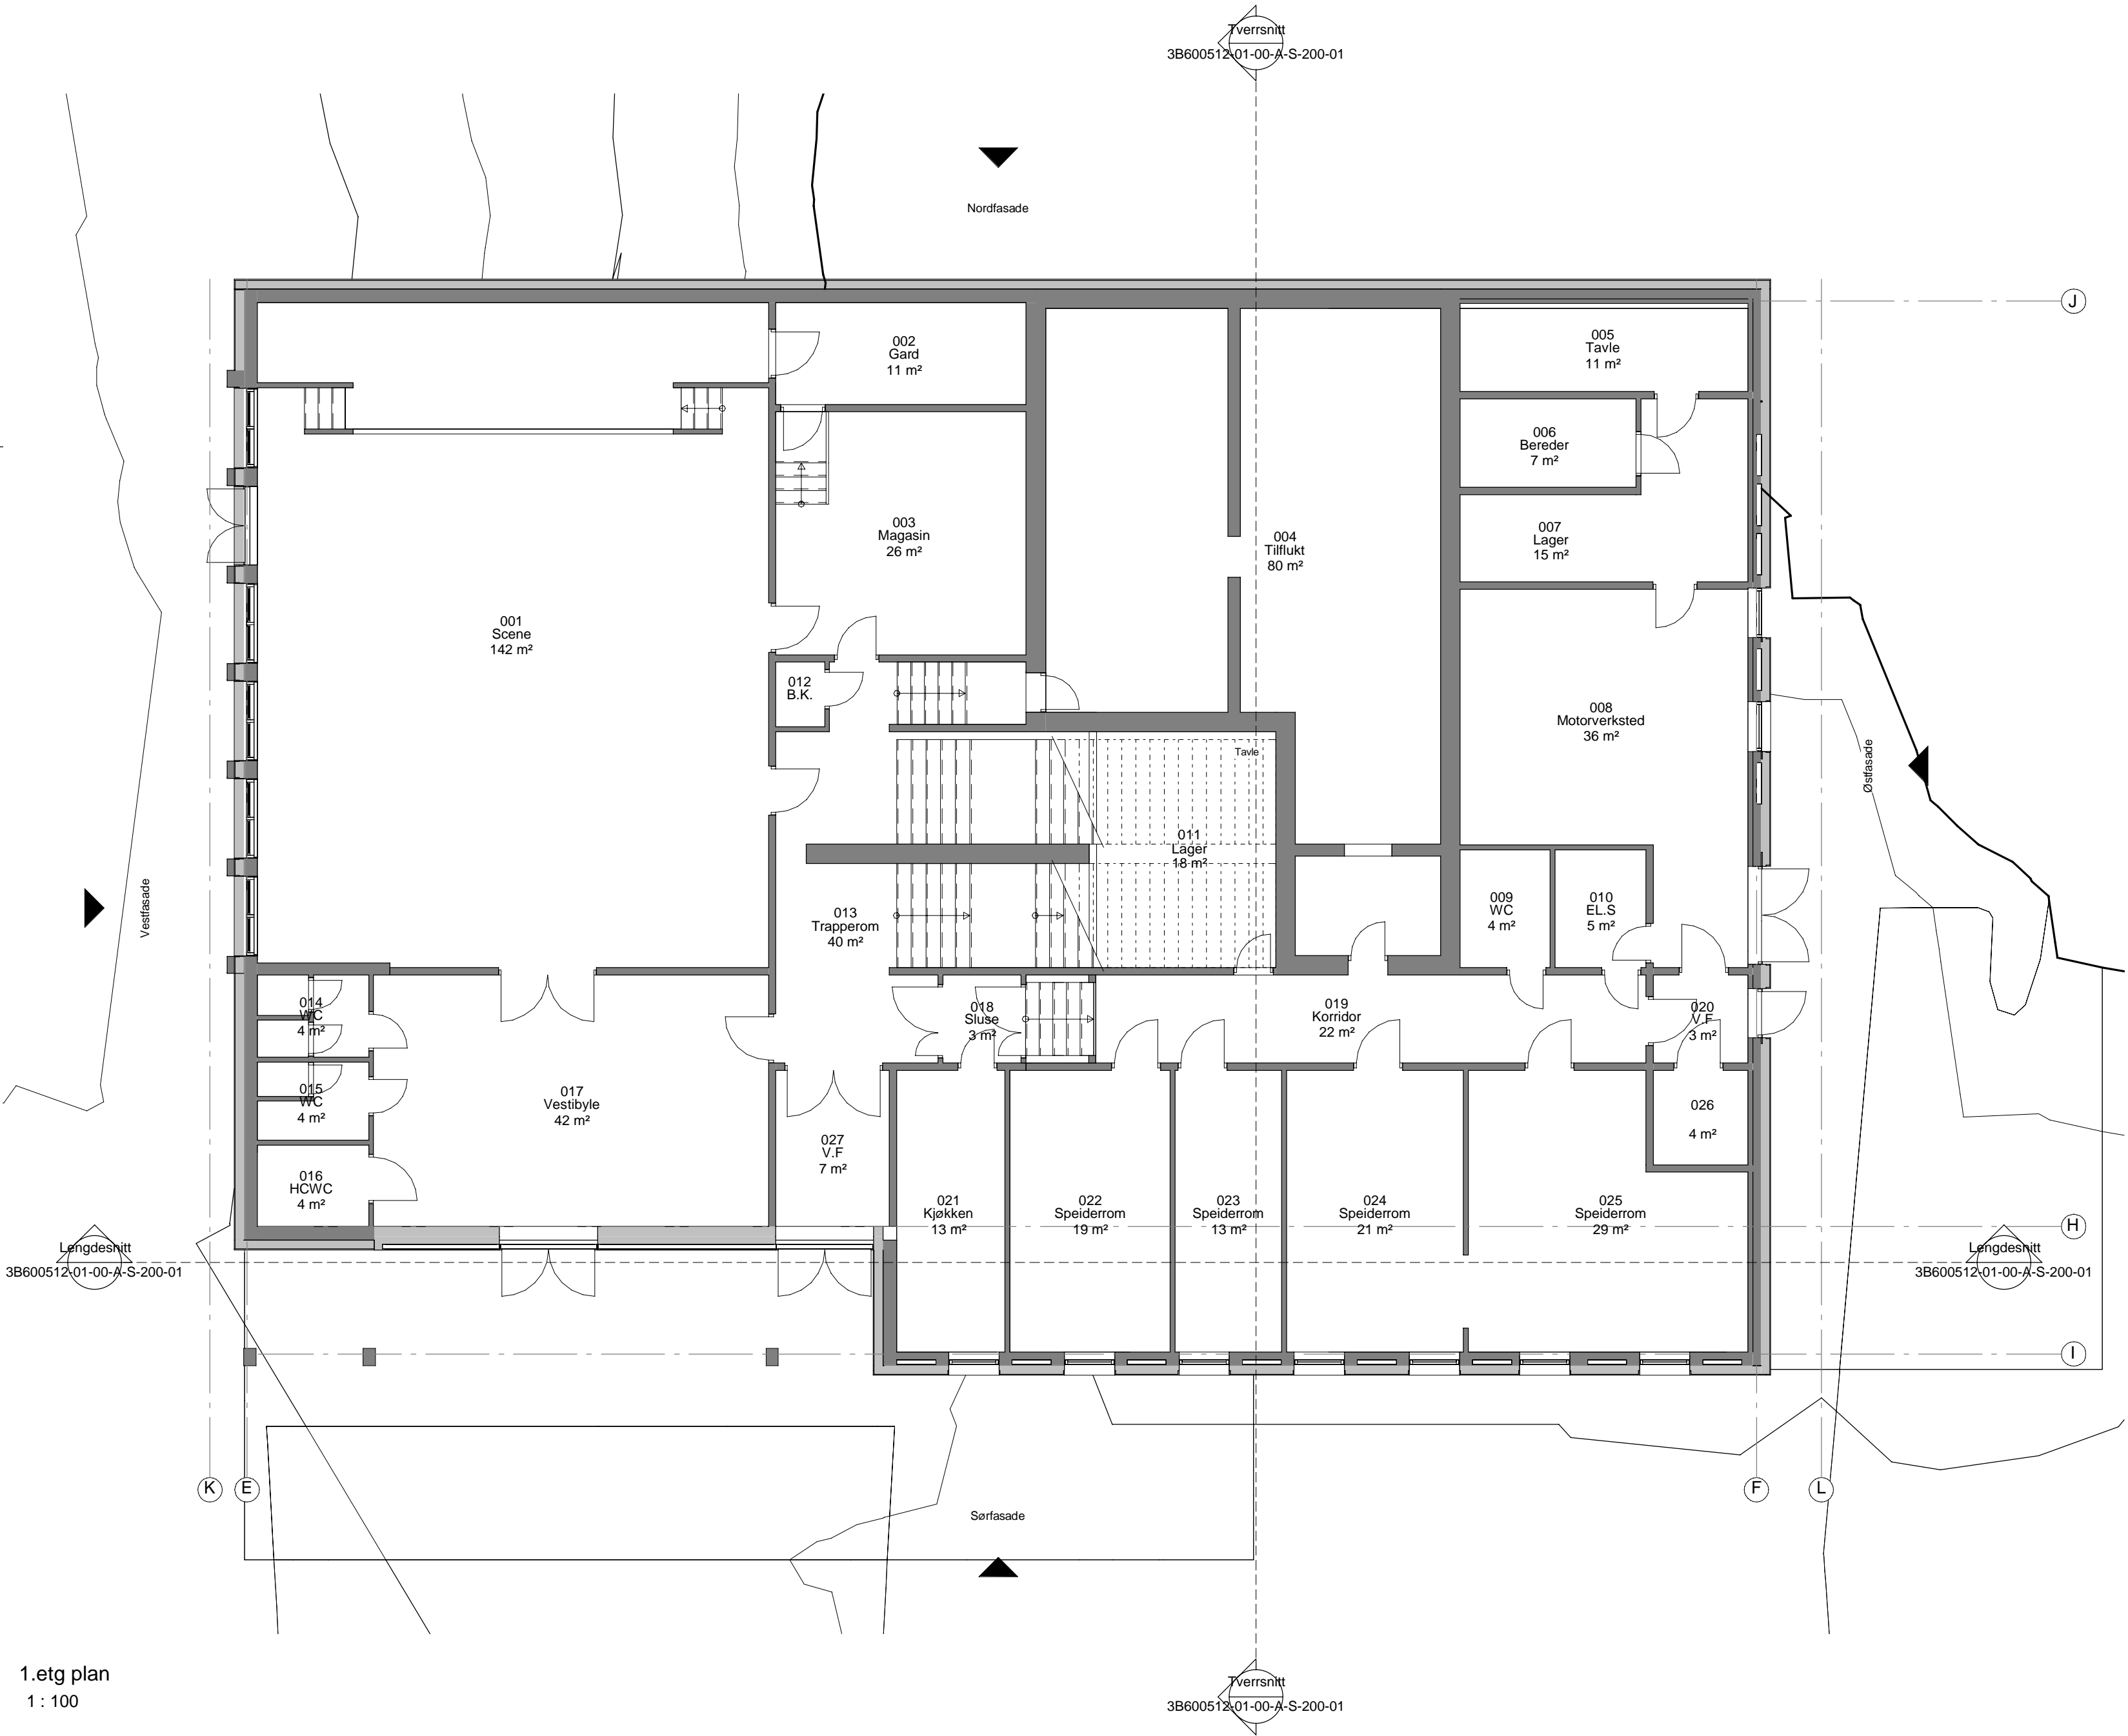 Tverrsnitt
3B600512-01-00-A-S-200-01
Nordfasade
J
002
Gard
11 m²
005
Tavle
11 m²
006
Bereder
7 m²
003
Magasin
26 m²
004
Tilflukt
80 m²
007
Lager
15 m²
001
Scene
142 m²
012
B.K.
008
Motorverksted
36 m²
Tavle
Østfasade
011
Lager
18 m²
Vestfasade
013
Trapperom
40 m²
009
WC
4 m²
010
EL.S
5 m²
014
WC
4 m²
018
Sluse
3 m²
019
Korridor
22 m²
020
V.F
3 m²
015
WC
4 m²
017
Vestibyle
42 m²
026
4 m²
027
V.F
7 m²
016
HCWC
4 m²
021
Kjøkken
13 m²
022
Speiderrom
19 m²
023
Speiderrom
13 m²
024
Speiderrom
21 m²
025
Speiderrom
29 m²
H
Lengdesnitt
3B600512-01-00-A-S-200-01
Lengdesnitt
3B600512-01-00-A-S-200-01
I
K
E
F
L
Sørfasade
1.etg plan
1 : 100
Tverrsnitt
3B600512-01-00-A-S-200-01